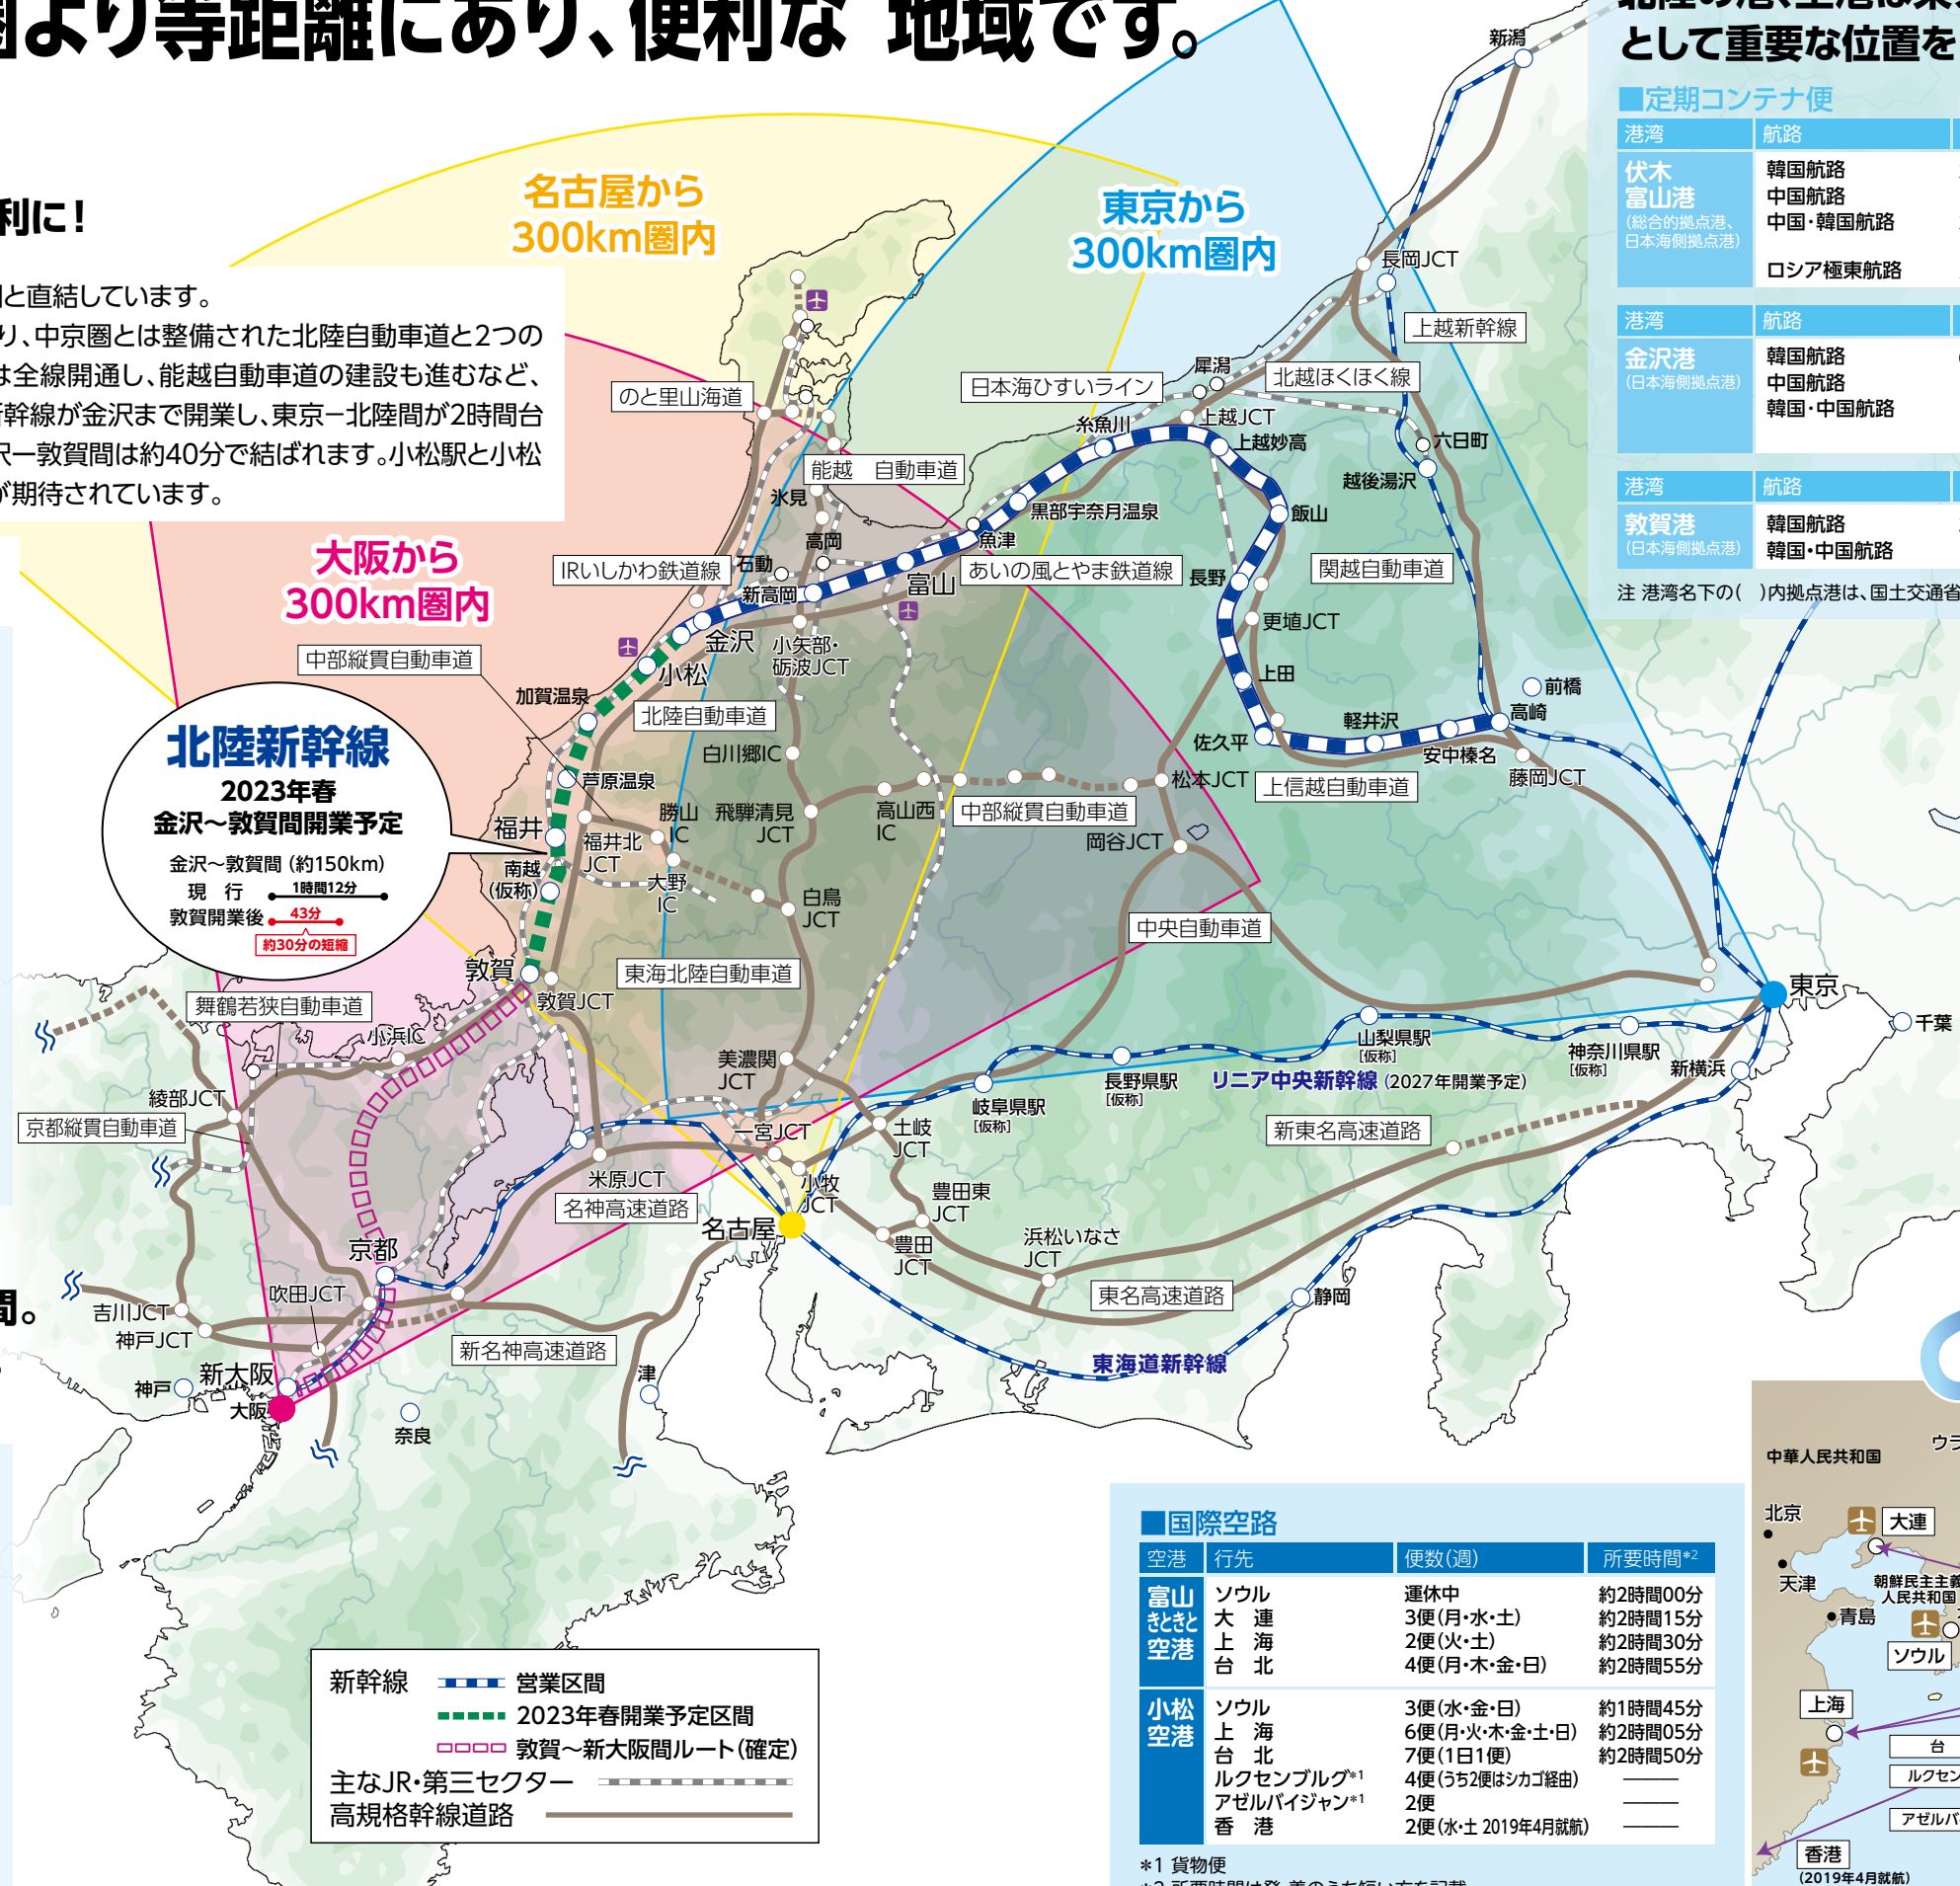 圏より等距離にあり、便利な 地域です。
利に！
と直結しています。
り、中京圏とは整備された北陸自動車道と2つの
は全線開通し、能越自動車道の建設も進むなど、
新幹線が金沢まで開業し、東京−北陸間が2時間台
沢ー敦賀間は約40分で結ばれます。小松駅と小松
が期待されています。
名古屋から
300km圏内
東京から
300km圏内
大阪から
300km圏内
北陸新幹線
2023年春
金沢〜敦賀間開業予定
金沢〜敦賀間（約150km）
現　行
1時間12分
敦賀開業後
43分
約30分の短縮
新潟
長岡JCT
上越新幹線
北越ほくほく線
犀潟
日本海ひすいライン
のと里山海道
糸魚川
上越JCT
上越妙高
六日町
越後湯沢
能越　自動車道
氷見
黒部宇奈月温泉
飯山
高岡
魚津
石動
IRいしかわ鉄道線
あいの風とやま鉄道線
関越自動車道
長野
新高岡
富山
更埴JCT
金沢
小矢部・
砺波JCT
中部縦貫自動車道
小松
加賀温泉
上田
前橋
高崎
北陸自動車道
軽井沢
佐久平
安中榛名
白川郷IC
芦原温泉
松本JCT
上信越自動車道
藤岡JCT
勝山
IC
飛騨清見
JCT
高山西
IC
中部縦貫自動車道
福井
福井北
JCT
岡谷JCT
南越
（仮称）
大野
IC
白鳥
JCT
中央自動車道
敦賀
東海北陸自動車道
東京
敦賀JCT
舞鶴若狭自動車道
小浜IC
千葉
山梨県駅
［仮称］
神奈川県駅
［仮称］
新横浜
美濃関
JCT
長野県駅
［仮称］
リニア中央新幹線（2027年開業予定）
綾部JCT
岐阜県駅
［仮称］
京都縦貫自動車道
一宮JCT
土岐
JCT
新東名高速道路
米原JCT
小牧
JCT
名神高速道路
豊田東
JCT
名古屋
京都
豊田
JCT
浜松いなさ
JCT
吹田JCT
東名高速道路
静岡
吉川JCT
神戸JCT
間。
新名神高速道路
東海道新幹線
新大阪
神戸
大阪
津
奈良
新幹線
営業区間
2023年春開業予定区間
敦賀〜新大阪間ルート（確定）
主なJR・第三セクター
高規格幹線道路
として重要な位置を
■定期コンテナ便
港湾　航路
伏木
富山港
（総合的拠点港、
日本海側拠点港）
韓国航路
中国航路
中国・韓国航路
ロシア極東航路
港湾　航路
金沢港
（日本海側拠点港）
韓国航路
中国航路
韓国・中国航路
港湾　航路
敦賀港
（日本海側拠点港）
韓国航路
韓国・中国航路
注 港湾名下の(　)内拠点港は、国土交通省
■国際空路
空港　行先　便数（週）　所要時間*2
富山
きときと
空港
ソウル　運休中　約2時間00分
大　連　3便（月・水・土）　約2時間15分
上　海　2便（火・土）　約2時間30分
台　北　4便（月・木・金・日）　約2時間55分
小松
空港
ソウル　3便（水・金・日）　約1時間45分
上　海　6便（月・火・木・金・土・日）　約2時間05分
台　北　7便（1日1便）　約2時間50分
ルクセンブルグ*1　4便（うち2便はシカゴ経由）　———
アゼルバイジャン*1　2便　———
香　港　2便（水・土 2019年4月就航）　———
*1 貨物便
*2 所要時間は発・着のうち短い方を記載
中華人民共和国
ウラ
北京
大連
天津
朝鮮民主主義
人民共和国
青島
ソウル
上海
台
ルクセン
アゼルバ
香港
（2019年4月就航）